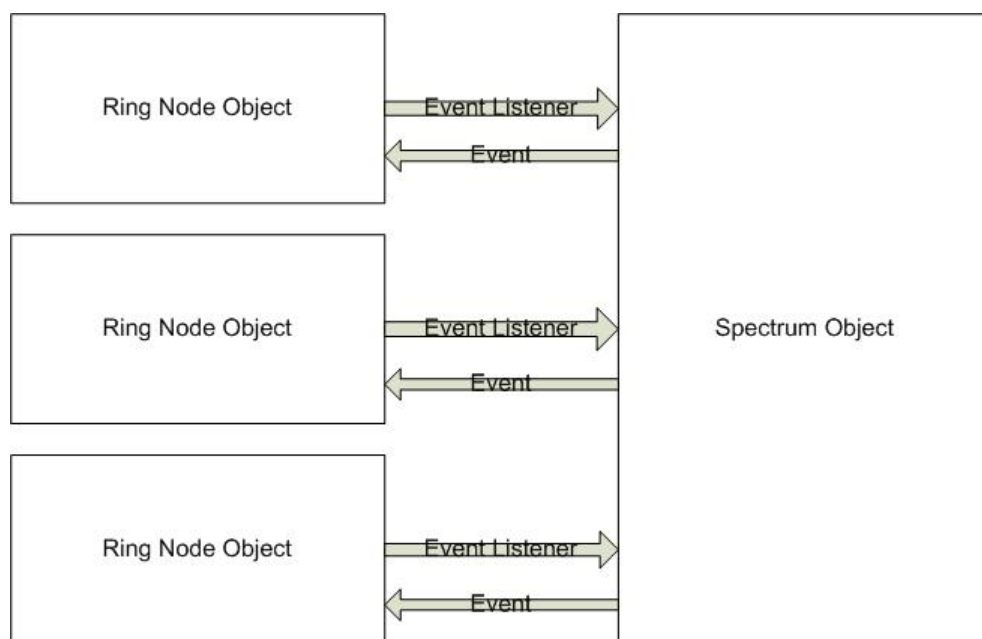 Ring Node Object
Event Listener
Event
Ring Node Object
Event Listener
Spectrum Object
Event
Ring Node Object
Event Listener
Event